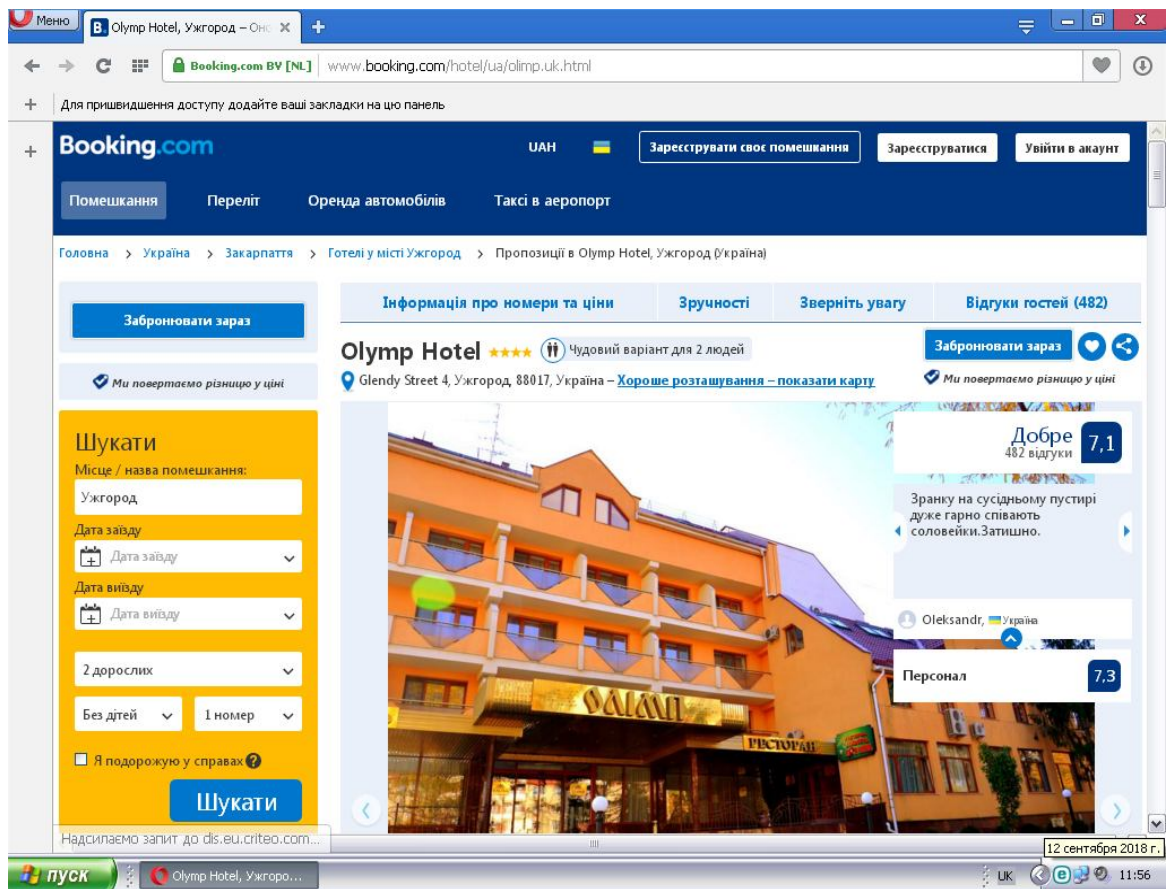 Меню
Olymp Hotel, Ужгород – Он
Booking.com BV [NL] www.booking.com/hotel/ua/olimp.uk.html
Для пришвидшення доступу додайте ваші закладки на цю панель
Booking.com UAH Зареєструвати своє помешкання Зареєструватися Увійти в акаунт
Помешкання Переліт Оренда автомобілів Таксі в аеропорт
Головна > Україна > Закарпаття > Готелі у місті Ужгород > Пропозиції в Olymp Hotel, Ужгород (Україна)
Інформація про номери та ціни Зручності Зверніть увагу Відгуки гостей (482)
Забронювати зараз
Ми повертаємо різницю у ціні
Olymp Hotel Чудовий варіант для 2 людей
Забронювати зараз
Glendy Street 4, Ужгород, 88017, Україна – Хороше розташування – показати карту
Ми повертаємо різницю у ціні
Шукати
Місце / назва помешкання:
Ужгород
Дата заїзду
Дата заїзду
Дата виїзду
Дата виїзду
2 дорослих
Без дітей 1 номер
Я подорожую у справах
Шукати
Добре 7,1
482 відгуки
Зранку на сусідньому пустирі
дуже гарно співають
соловейки.Затишно.
Oleksandr, Україна
Персонал 7,3
ОЛІМП
РЕСТОРАН
Надсилаємо запит до dis.eu.criteo.com...
12 сентября 2018 г.
пуск Olymp Hotel, Ужгоро... UK 11:56